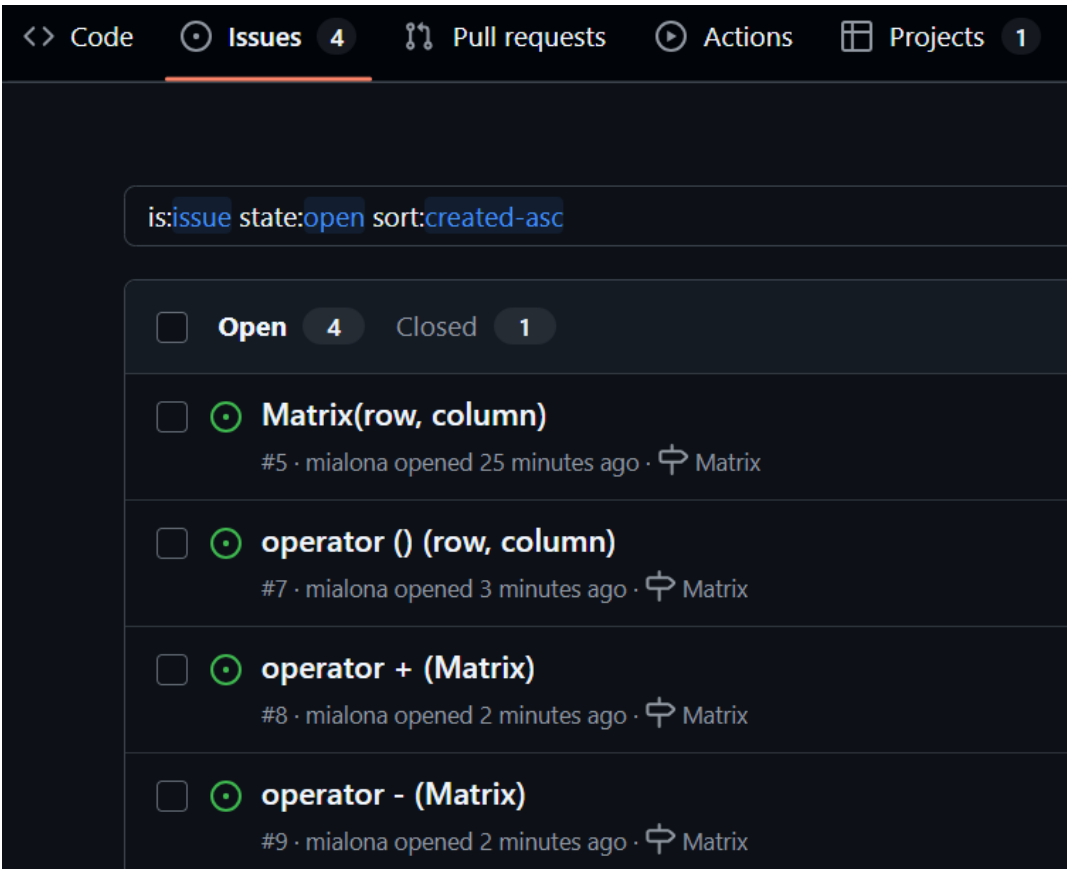 Code Issues 4 Pull requests Actions Projects 1
is:issue state:open sort:created-asc
Open 4 Closed 1
Matrix(row, column)
#5 · mialona opened 25 minutes ago · Matrix
operator () (row, column)
#7 · mialona opened 3 minutes ago · Matrix
operator + (Matrix)
#8 · mialona opened 2 minutes ago · Matrix
operator - (Matrix)
#9 · mialona opened 2 minutes ago · Matrix